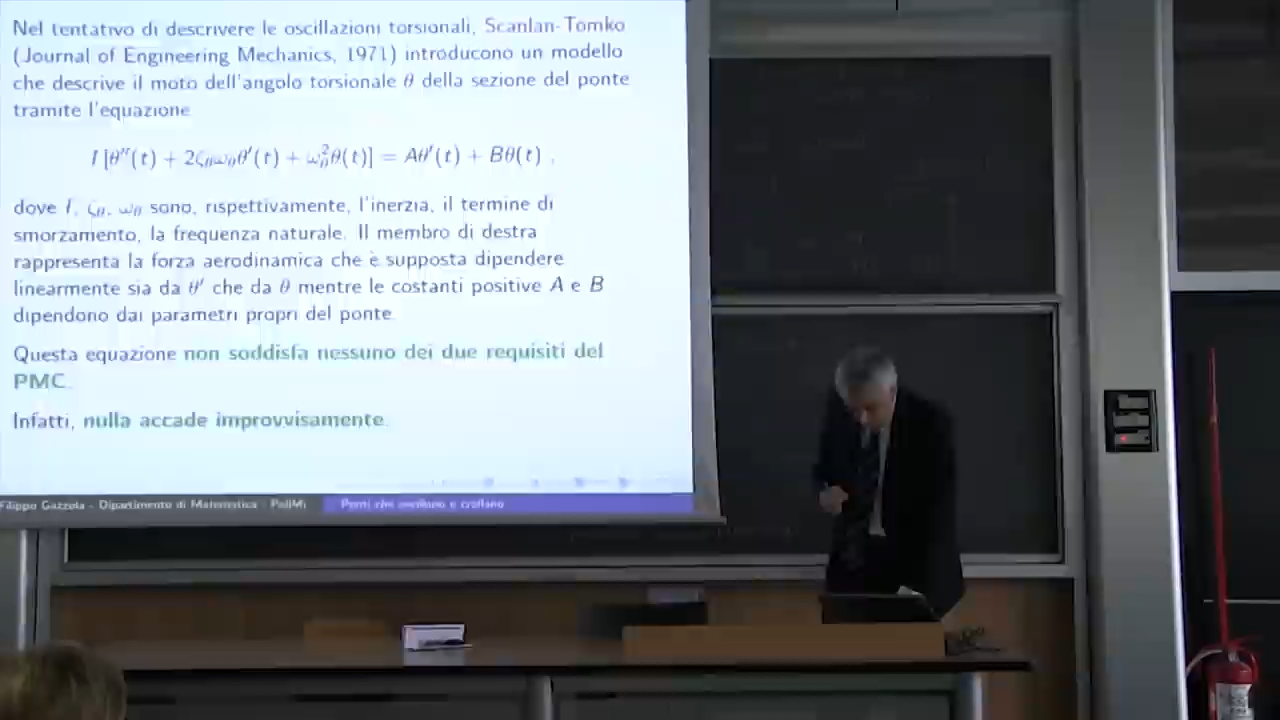 Nel tentativo di descrivere le oscillazioni torsionali, Scanlan-Tomko
(Journal of Engineering Mechanics, 1971) introducono un modello
che descrive il moto dell'angolo torsionale θ della sezione del ponte
tramite l'equazione
I [θ''(t) + 2ζ_θω_θθ'(t) + ω_θ²θ(t)] = Aθ'(t) + Bθ(t) ,
dove I, ζ_θ, ω_θ sono, rispettivamente, l'inerzia, il termine di
smorzamento, la frequenza naturale. Il membro di destra
rappresenta la forza aerodinamica che è supposta dipendere
linearmente sia da θ' che da θ mentre le costanti positive A e B
dipendono dai parametri propri del ponte.
Questa equazione non soddisfa nessuno dei due requisiti del
PMC.
Infatti, nulla accade improvvisamente.
Filippo Gazzola - Dipartimento di Matematica - PoliMi
Ponti che oscillano e crollano